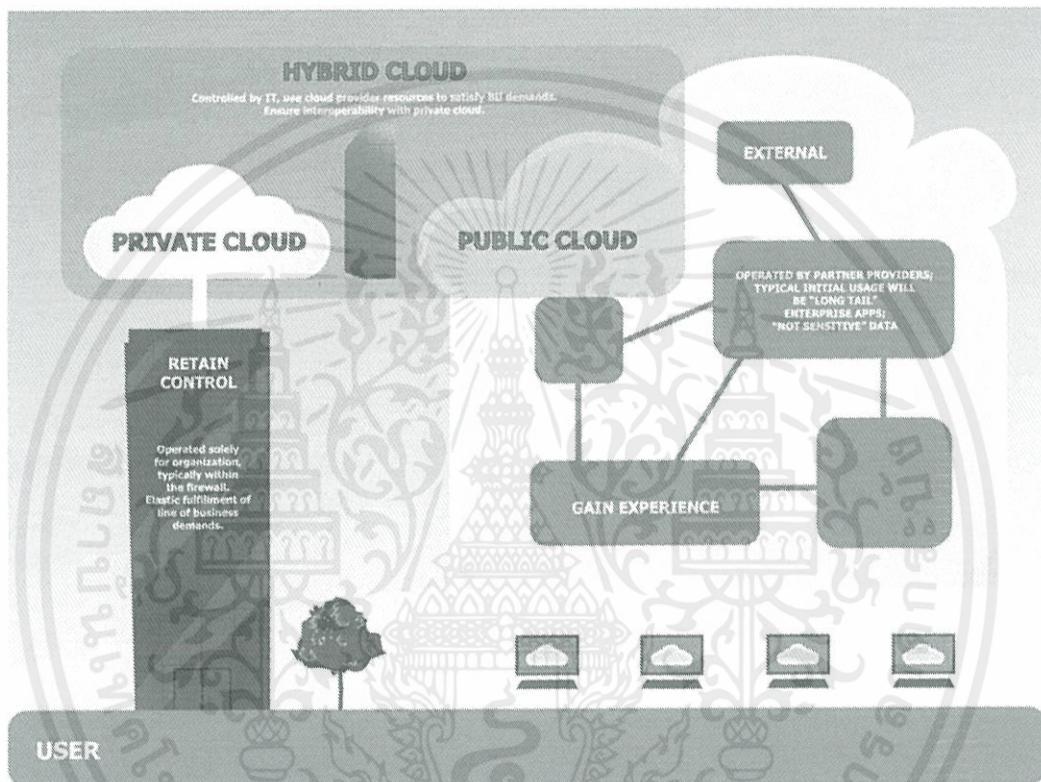 HYBRID CLOUD
Controlled by IT, use cloud provider resources to satisfy BU demands.
Ensure interoperability with private cloud.
PRIVATE CLOUD
PUBLIC CLOUD
EXTERNAL
OPERATED BY PARTNER PROVIDERS;
TYPICAL INITIAL USAGE WILL
BE "LONG TAIL"
ENTERPRISE APPS;
"NOT SENSITIVE" DATA
RETAIN
CONTROL
Operated solely
for organization,
typically within
the firewall.
Elastic fulfillment of
line of business
demands.
GAIN EXPERIENCE
USER